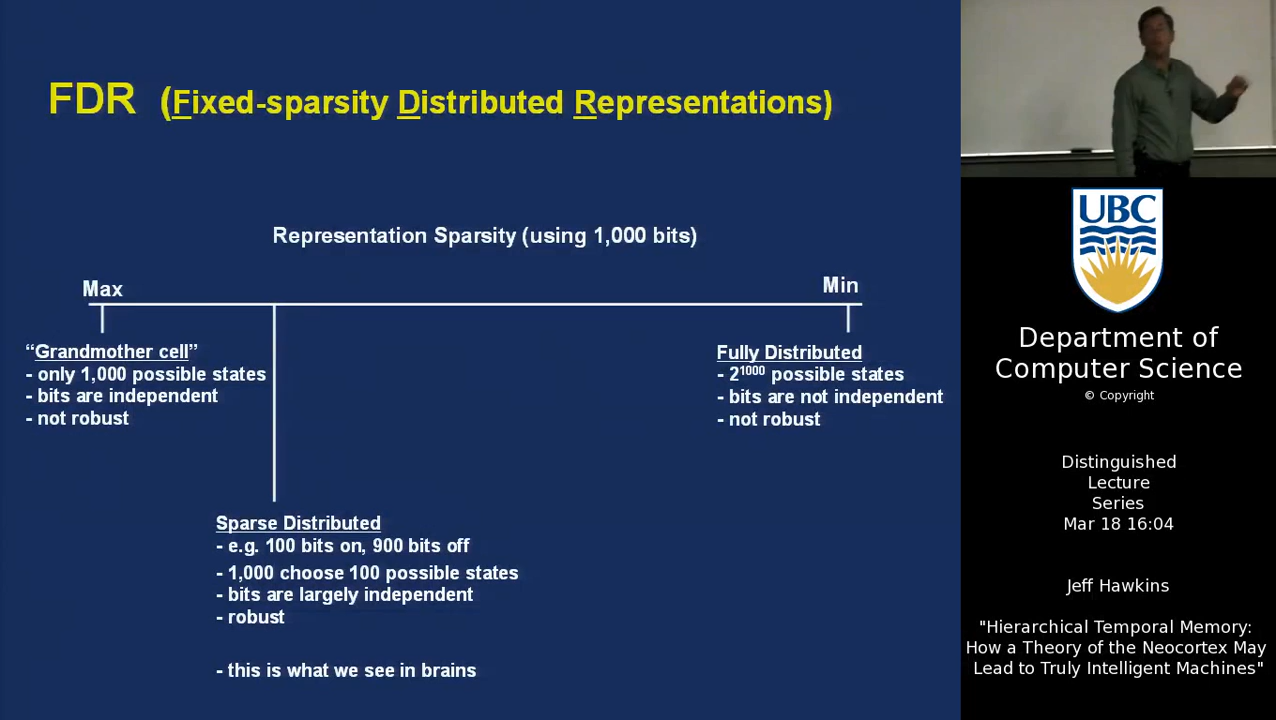 FDR (Fixed-sparsity Distributed Representations)
Representation Sparsity (using 1,000 bits)
Max
Min
“Grandmother cell”
- only 1,000 possible states
- bits are independent
- not robust
Fully Distributed
- 2¹⁰⁰⁰ possible states
- bits are not independent
- not robust
Sparse Distributed
- e.g. 100 bits on, 900 bits off
- 1,000 choose 100 possible states
- bits are largely independent
- robust
- this is what we see in brains
UBC
Department of
Computer Science
© Copyright
Distinguished
Lecture
Series
Mar 18 16:04
Jeff Hawkins
"Hierarchical Temporal Memory:
How a Theory of the Neocortex May
Lead to Truly Intelligent Machines"